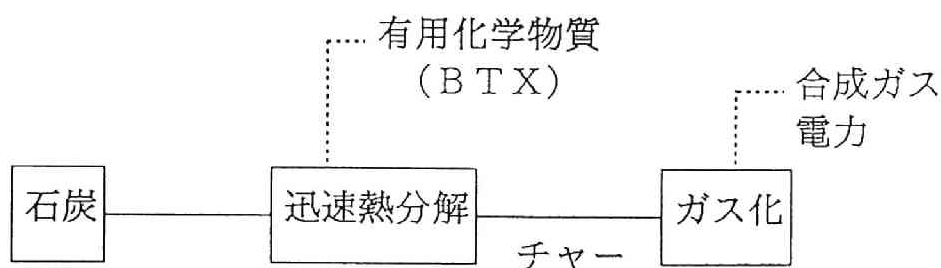 有用化学物質
(BTX)
合成ガス
電力
石炭
迅速熱分解
ガス化
チャー